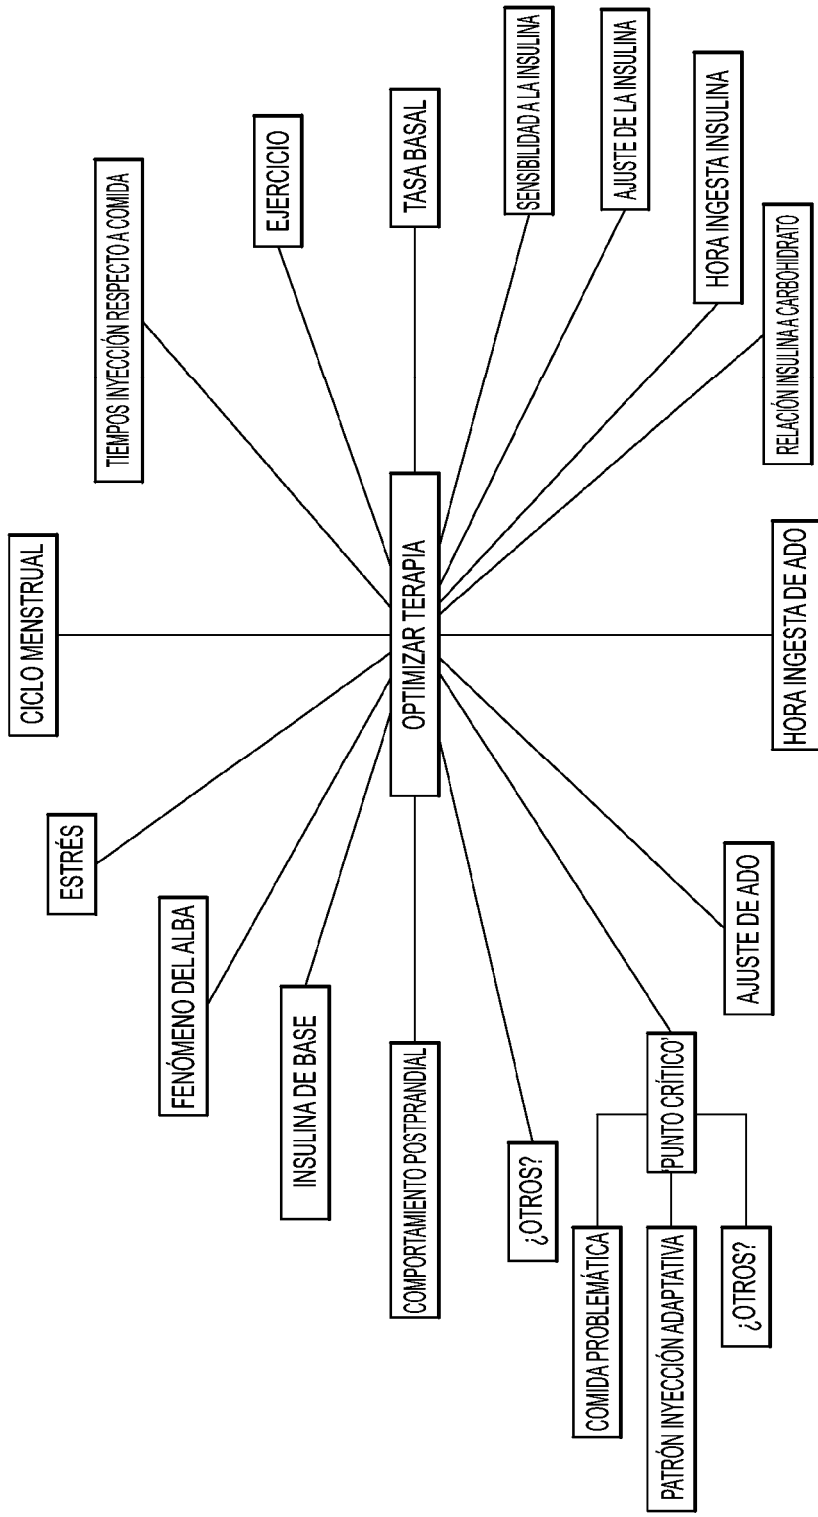 CICLO MENSTRUAL
ESTRÉS
TIEMPOS INYECCIÓN RESPECTO A COMIDA
FENÓMENO DEL ALBA
EJERCICIO
INSULINA DE BASE
COMPORTAMIENTO POSTPRANDIAL
OPTIMIZAR TERAPIA
TASA BASAL
¿OTROS?
SENSIBILIDAD A LA INSULINA
COMIDA PROBLEMÁTICA
AJUSTE DE LA INSULINA
PATRÓN INYECCIÓN ADAPTATIVA
'PUNTO CRÍTICO'
HORA INGESTA INSULINA
¿OTROS?
AJUSTE DE ADO
RELACIÓN INSULINA A CARBOHIDRATO
HORA INGESTA DE ADO